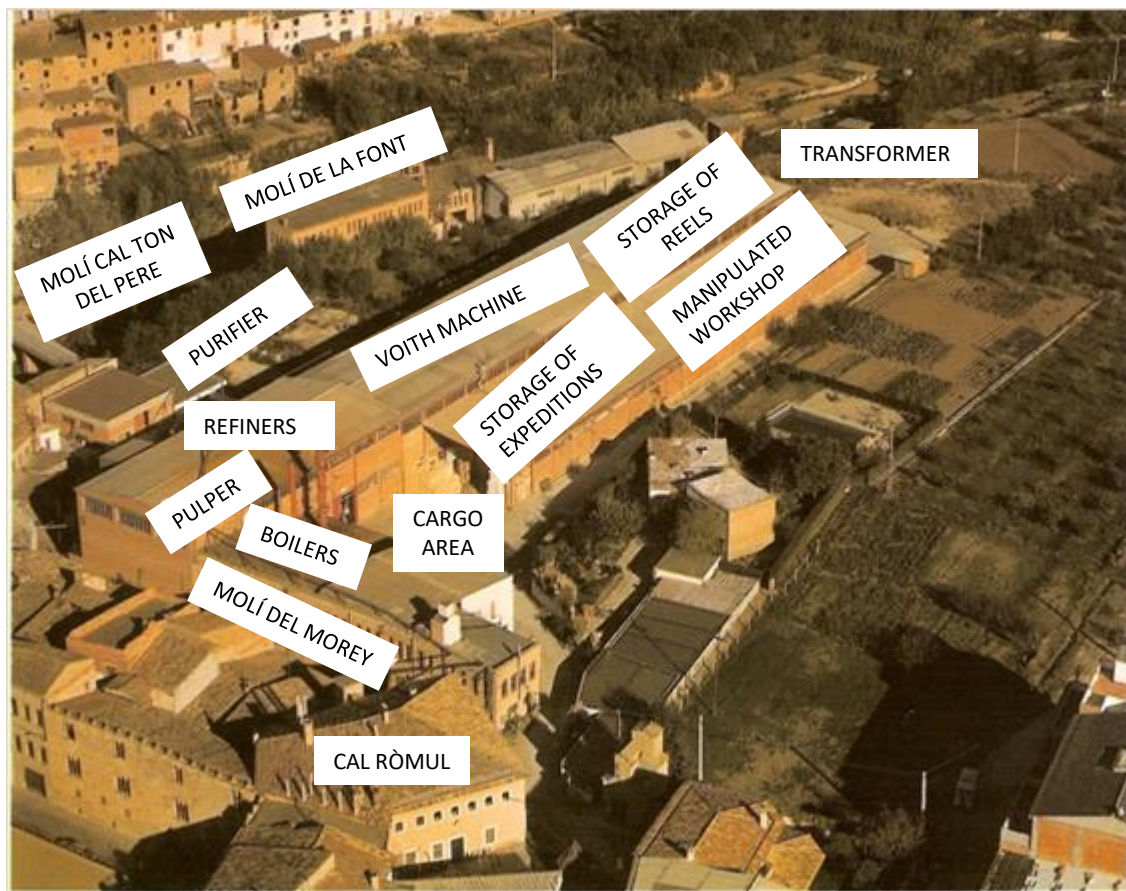 TRANSFORMER
MOLÍ DE LA FONT
STORAGE OF
REELS
MOLÍ CAL TON
DEL PERE
MANIPULATED
WORKSHOP
PURIFIER
VOITH MACHINE
STORAGE OF
EXPEDITIONS
REFINERS
PULPER
BOILERS
CARGO
AREA
MOLÍ DEL MOREY
CAL RÒMUL